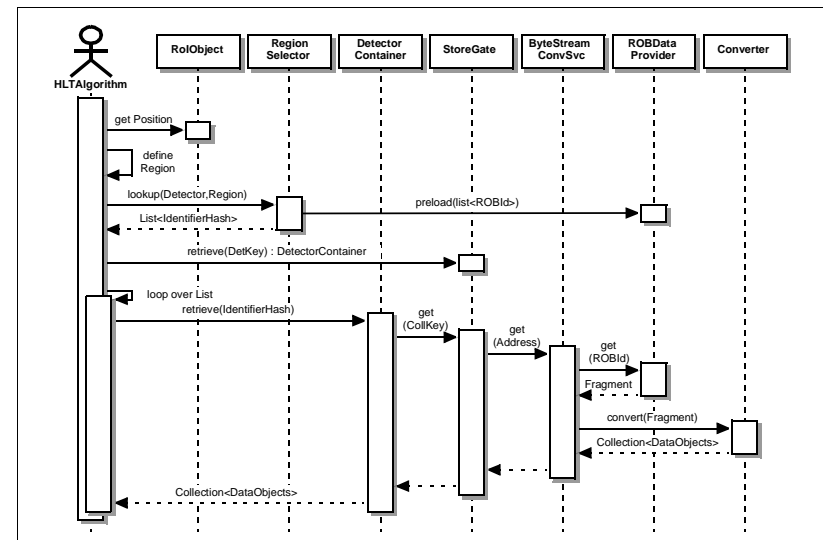 RoIObject
Region
Selector
Detector
Container
StoreGate
ByteStream
ConvSvc
ROBData
Provider
Converter
HLTAlgorithm
get Position
define
Region
lookup(Detector,Region)
preload(list<ROBId>)
List<IdentifierHash>
retrieve(DetKey) : DetectorContainer
loop over List
retrieve(IdentifierHash)
get
(CollKey)
get
(Address)
get
(ROBId)
Fragment
convert(Fragment)
Collection<DataObjects>
Collection<DataObjects>